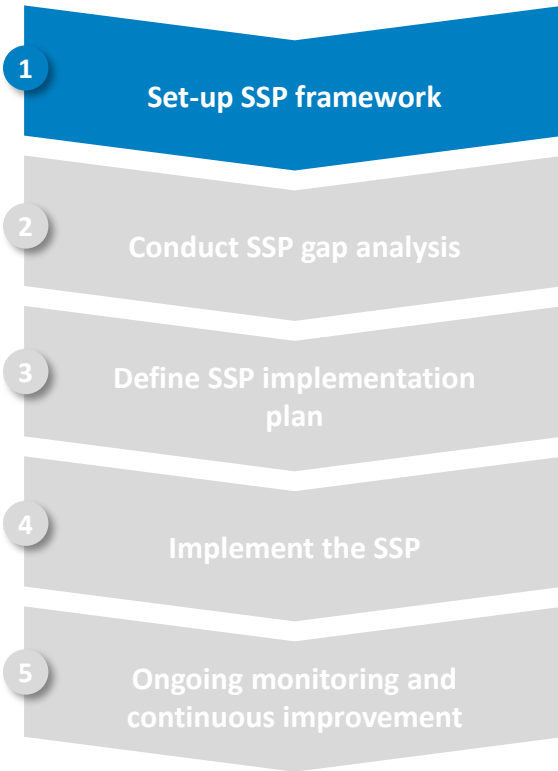 1
Set-up SSP framework
2
Conduct SSP gap analysis
3
Define SSP implementation
plan
4
Implement the SSP
5
Ongoing monitoring and
continuous improvement